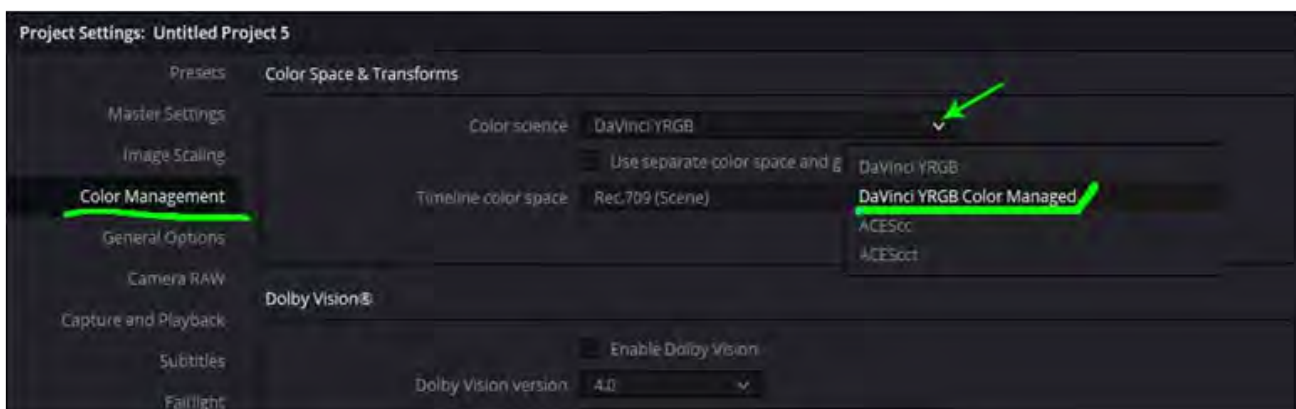 Project Settings: Untitled Project 5
Presets
Color Space & Transforms
Master Settings
Color science DaVinci YRGB
Image Scaling
Use separate color space and g
DaVinci YRGB
Color Management
Timeline color space Rec.709 (Scene)
DaVinci YRGB Color Managed
ACEScc
General Options
ACEScct
Camera RAW
Dolby Vision®
Capture and Playback
Enable Dolby Vision
Subtitles
Dolby Vision version 4.0
Fairlight